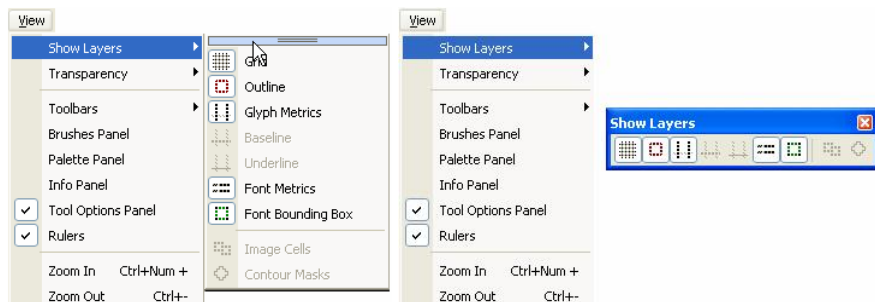 View
Show Layers
Transparency
Toolbars
Brushes Panel
Palette Panel
Info Panel
Tool Options Panel
Rulers
Zoom In Ctrl+Num +
Zoom Out Ctrl+-
Grid
Outline
Glyph Metrics
Baseline
Underline
Font Metrics
Font Bounding Box
Image Cells
Contour Masks
View
Show Layers
Transparency
Toolbars
Brushes Panel
Palette Panel
Info Panel
Tool Options Panel
Rulers
Zoom In Ctrl+Num +
Zoom Out Ctrl+-
Show Layers